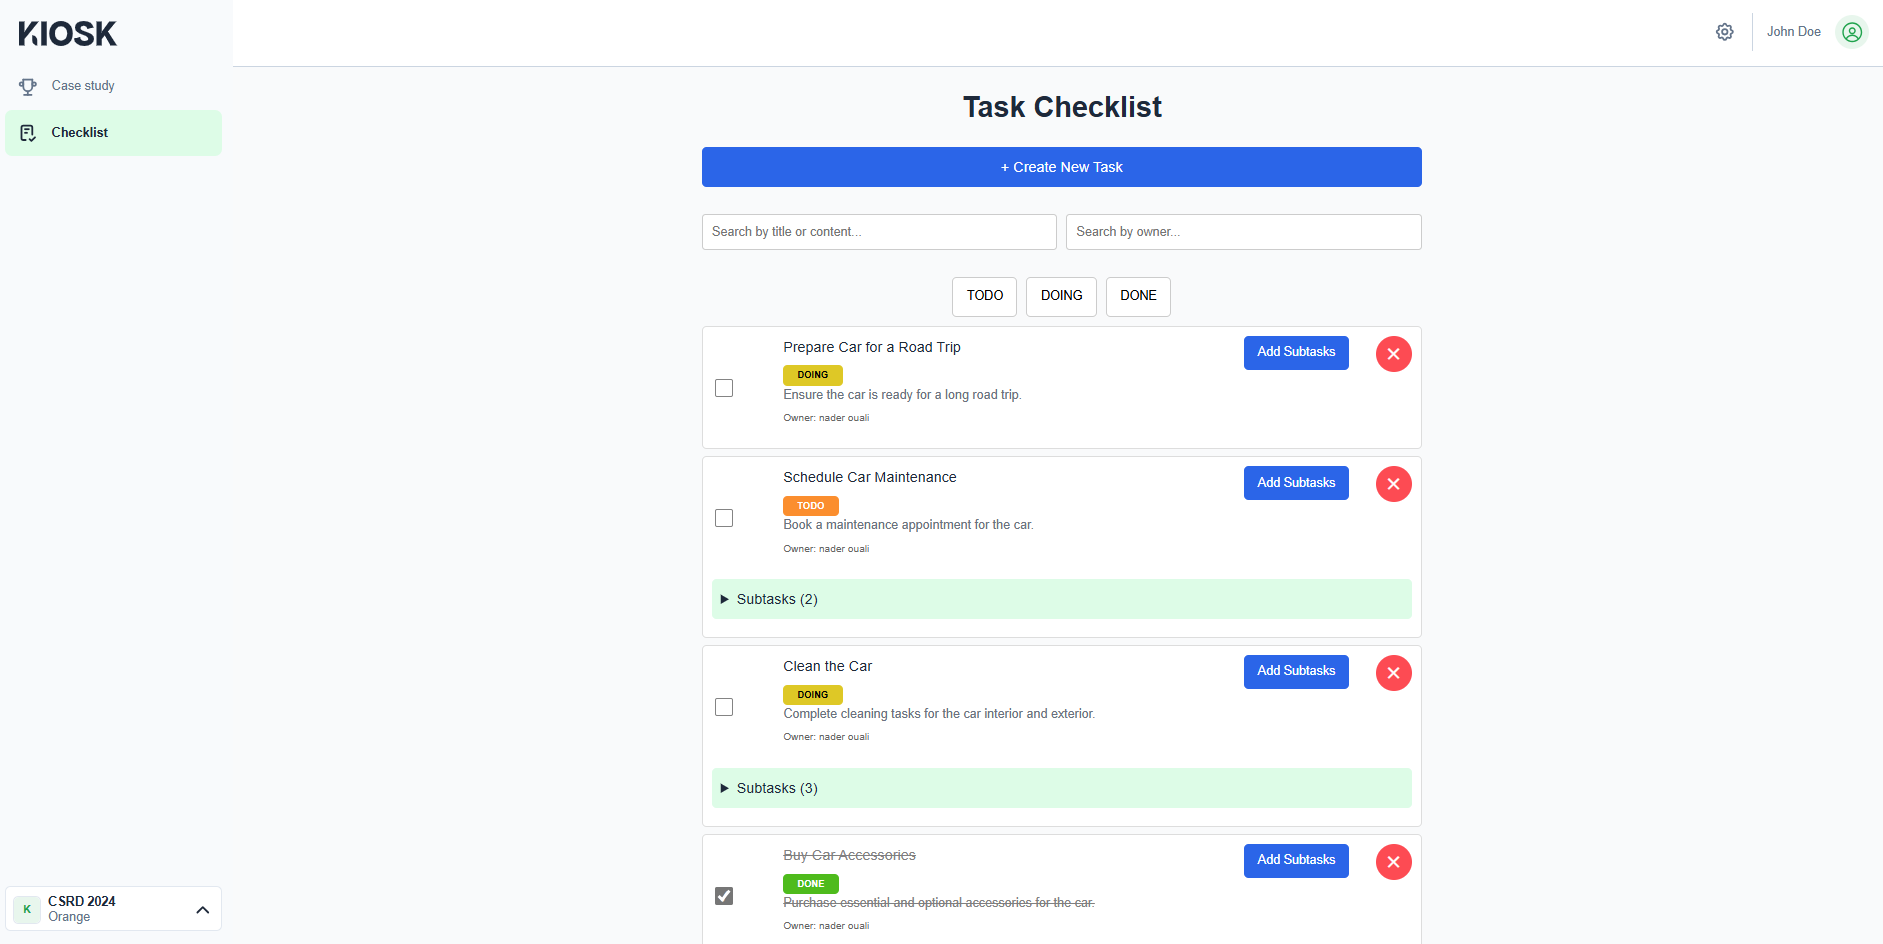 KIOSK
Case study
Checklist
John Doe
Task Checklist
+ Create New Task
Search by title or content...
Search by owner...
TODO
DOING
DONE
Prepare Car for a Road Trip
Add Subtasks
DOING
Ensure the car is ready for a long road trip.
Owner: nader ouali
Schedule Car Maintenance
Add Subtasks
TODO
Book a maintenance appointment for the car.
Owner: nader ouali
Subtasks (2)
Clean the Car
Add Subtasks
DOING
Complete cleaning tasks for the car interior and exterior.
Owner: nader ouali
Subtasks (3)
Buy Car Accessories
Add Subtasks
DONE
Purchase essential and optional accessories for the car.
Owner: nader ouali
K
CSRD 2024
Orange